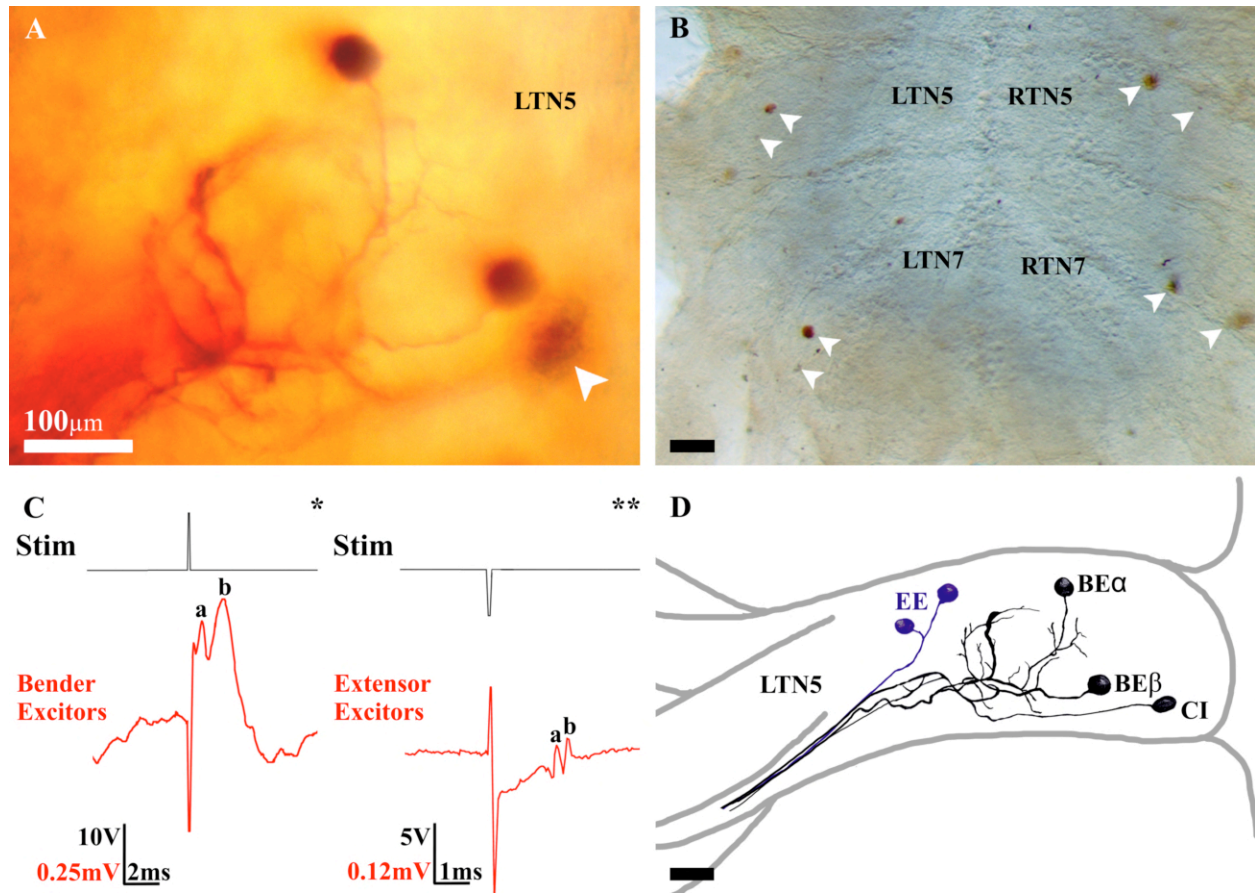 A
LTN5
100µm
B
LTN5 RTN5
LTN7 RTN7
C
*
Stim
a b
Bender
Excitors
10V
0.25mV 2ms
**
Stim
a b
Extensor
Excitors
5V
0.12mV 1ms
D
EE
BEα
LTN5
BEβ
CI